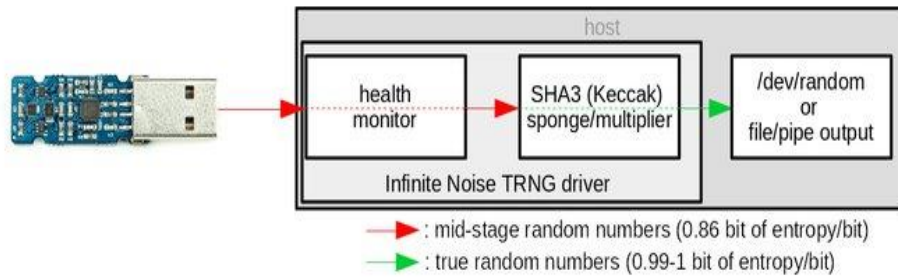 host
health
monitor
SHA3 (Keccak)
sponge/multiplier
/dev/random
or
file/pipe output
Infinite Noise TRNG driver
: mid-stage random numbers (0.86 bit of entropy/bit)
: true random numbers (0.99-1 bit of entropy/bit)